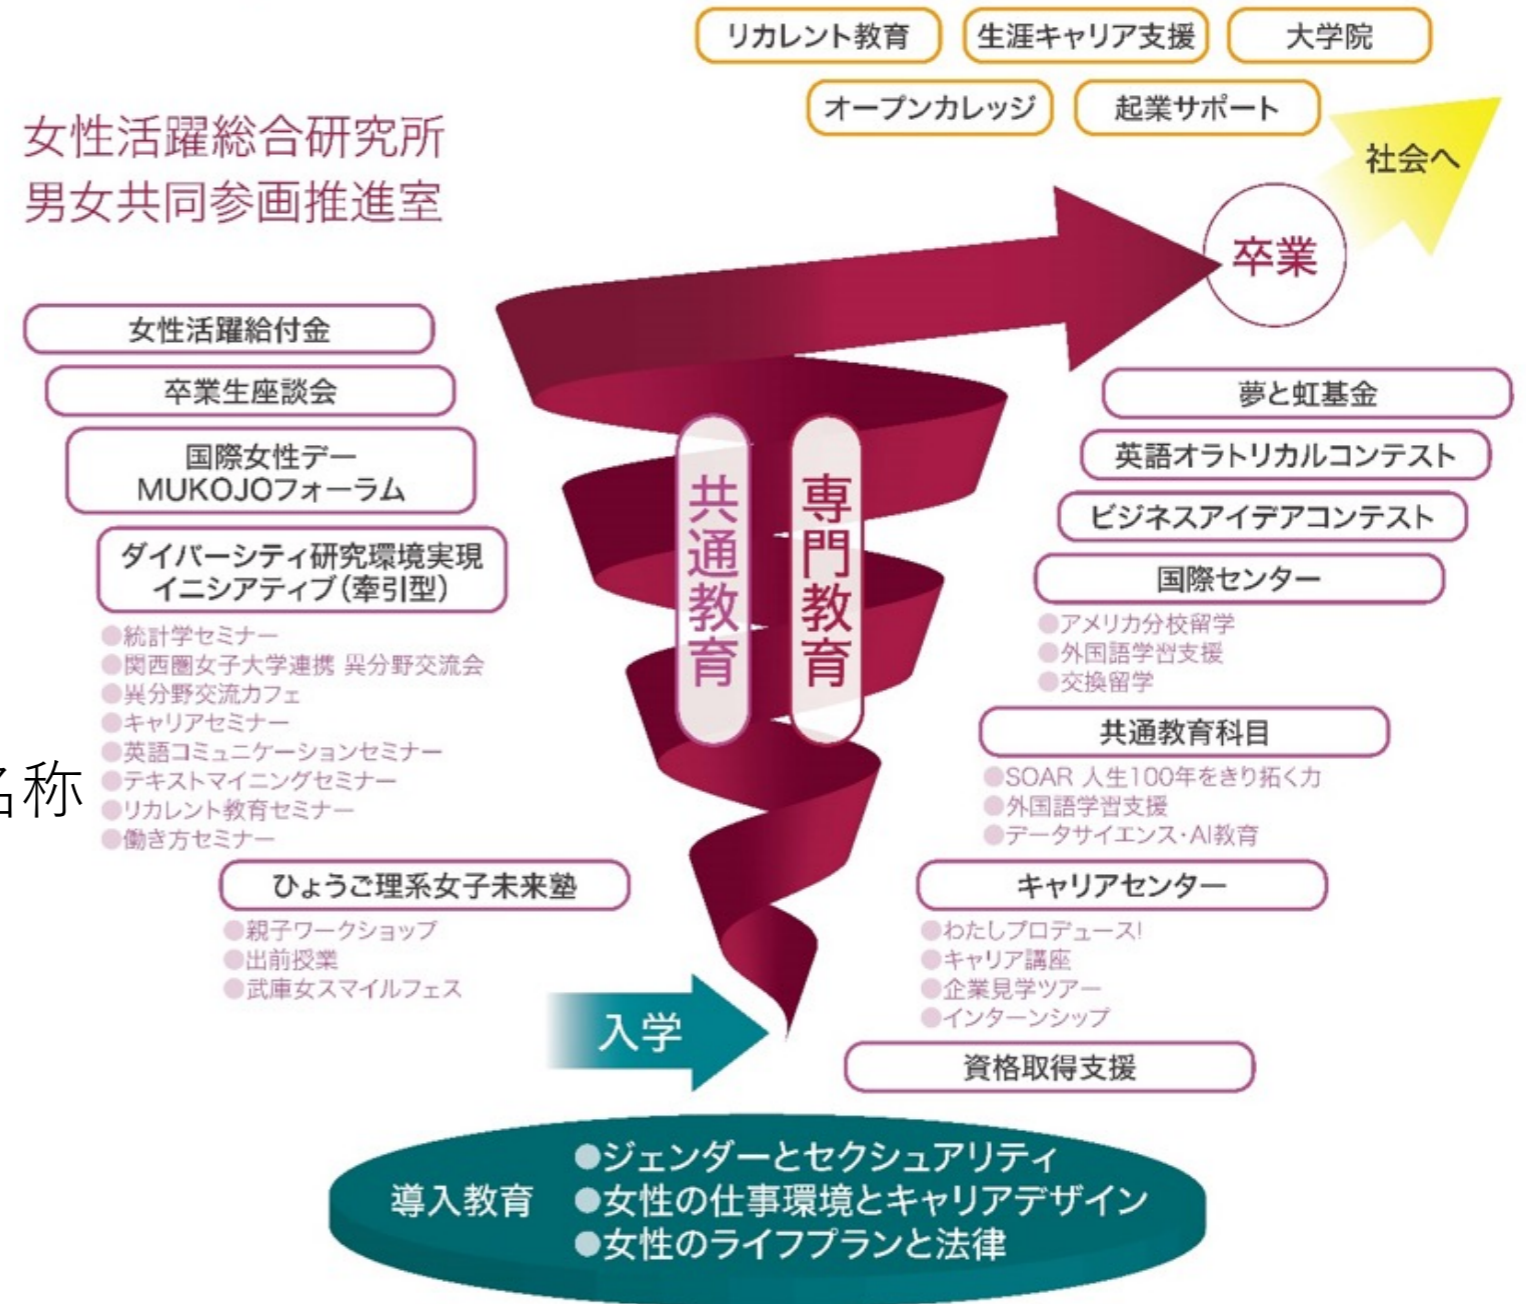 リカレント教育
生涯キャリア支援
大学院
オープンカレッジ
起業サポート
社会へ
女性活躍総合研究所
男女共同参画推進室
卒業
女性活躍給付金
卒業生座談会
国際女性デー
MUKOJOフォーラム
ダイバーシティ研究環境実現
イニシアティブ(牽引型)
●統計学セミナー
●関西圏女子大学連携 異分野交流会
●異分野交流カフェ
●キャリアセミナー
●英語コミュニケーションセミナー
●テキストマイニングセミナー
●リカレント教育セミナー
●働き方セミナー
名称
ひょうご理系女子未来塾
●親子ワークショップ
●出前授業
●武庫女スマイルフェス
共通教育
専門教育
夢と虹基金
英語オラトリカルコンテスト
ビジネスアイデアコンテスト
国際センター
●アメリカ分校留学
●外国語学習支援
●交換留学
共通教育科目
●SOAR 人生100年をきり拓く力
●外国語学習支援
●データサイエンス・AI教育
キャリアセンター
●わたしプロデュース!
●キャリア講座
●企業見学ツアー
●インターンシップ
資格取得支援
入学
導入教育
●ジェンダーとセクシュアリティ
●女性の仕事環境とキャリアデザイン
●女性のライフプランと法律